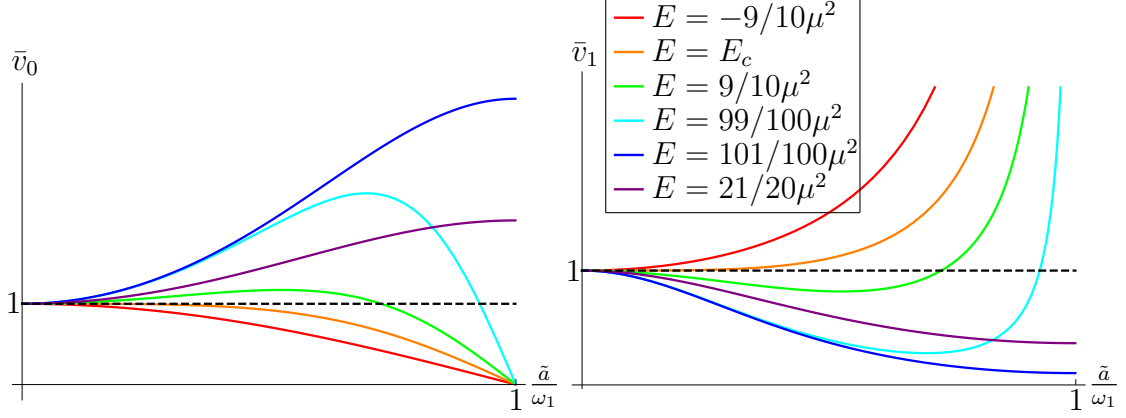 v̄₀
1
1
ã/ω₁
E = −9/10μ²
E = E_c
E = 9/10μ²
E = 99/100μ²
E = 101/100μ²
E = 21/20μ²
v̄₁
1
1
ã/ω₁